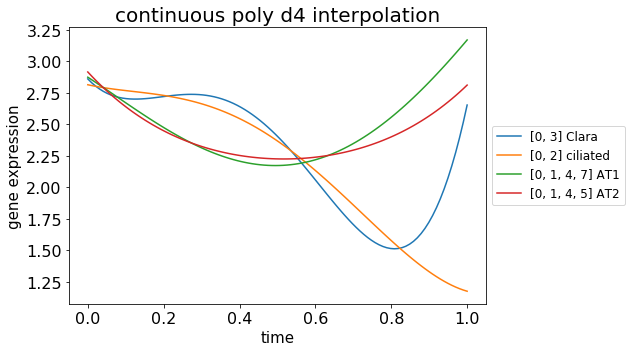 continuous poly d4 interpolation
gene expression
3.25
3.00
2.75
2.50
2.25
2.00
1.75
1.50
1.25
0.0 0.2 0.4 0.6 0.8 1.0
time
[0, 3] Clara
[0, 2] ciliated
[0, 1, 4, 7] AT1
[0, 1, 4, 5] AT2